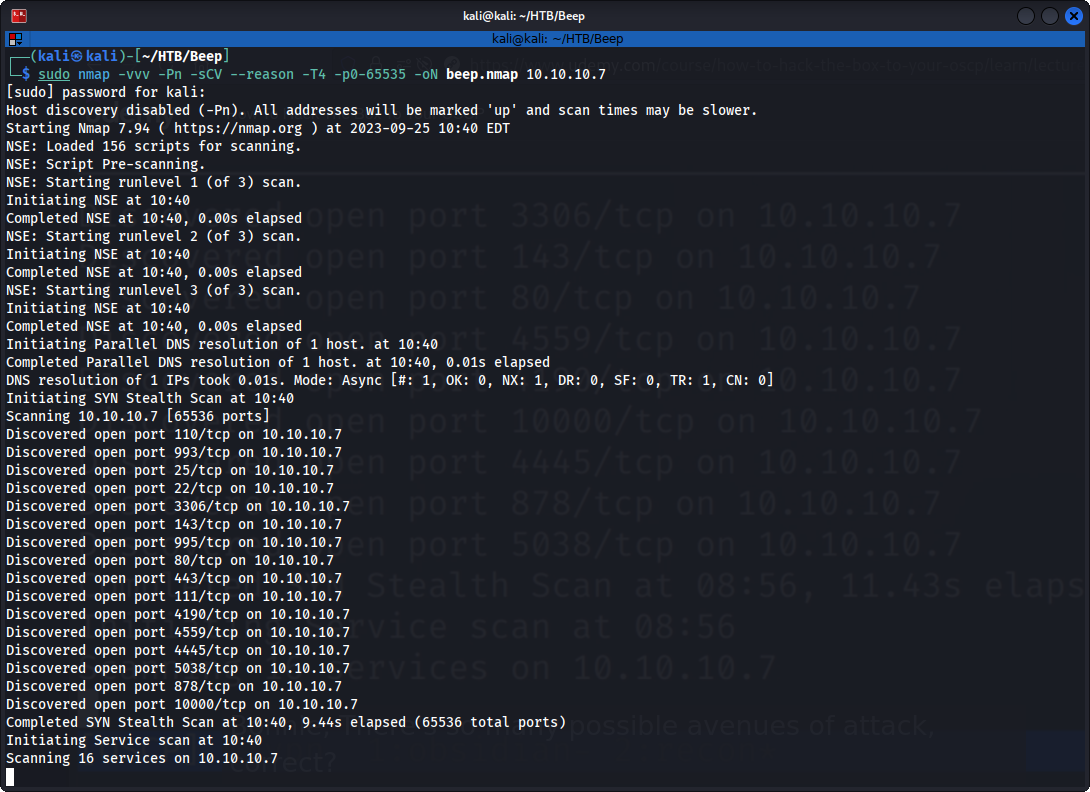 kali@kali: ~/HTB/Beep
kali@kali: ~/HTB/Beep
┌──(kali㉿kali)-[~/HTB/Beep]
└─$ sudo nmap -vvv -Pn -sCV --reason -T4 -p0-65535 -oN beep.nmap 10.10.10.7
[sudo] password for kali:
Host discovery disabled (-Pn). All addresses will be marked 'up' and scan times may be slower.
Starting Nmap 7.94 ( https://nmap.org ) at 2023-09-25 10:40 EDT
NSE: Loaded 156 scripts for scanning.
NSE: Script Pre-scanning.
NSE: Starting runlevel 1 (of 3) scan.
Initiating NSE at 10:40
Completed NSE at 10:40, 0.00s elapsed
NSE: Starting runlevel 2 (of 3) scan.
Initiating NSE at 10:40
Completed NSE at 10:40, 0.00s elapsed
NSE: Starting runlevel 3 (of 3) scan.
Initiating NSE at 10:40
Completed NSE at 10:40, 0.00s elapsed
Initiating Parallel DNS resolution of 1 host. at 10:40
Completed Parallel DNS resolution of 1 host. at 10:40, 0.01s elapsed
DNS resolution of 1 IPs took 0.01s. Mode: Async [#: 1, OK: 0, NX: 1, DR: 0, SF: 0, TR: 1, CN: 0]
Initiating SYN Stealth Scan at 10:40
Scanning 10.10.10.7 [65536 ports]
Discovered open port 110/tcp on 10.10.10.7
Discovered open port 993/tcp on 10.10.10.7
Discovered open port 25/tcp on 10.10.10.7
Discovered open port 22/tcp on 10.10.10.7
Discovered open port 3306/tcp on 10.10.10.7
Discovered open port 143/tcp on 10.10.10.7
Discovered open port 995/tcp on 10.10.10.7
Discovered open port 80/tcp on 10.10.10.7
Discovered open port 443/tcp on 10.10.10.7
Discovered open port 111/tcp on 10.10.10.7
Discovered open port 4190/tcp on 10.10.10.7
Discovered open port 4559/tcp on 10.10.10.7
Discovered open port 4445/tcp on 10.10.10.7
Discovered open port 5038/tcp on 10.10.10.7
Discovered open port 878/tcp on 10.10.10.7
Discovered open port 10000/tcp on 10.10.10.7
Completed SYN Stealth Scan at 10:40, 9.44s elapsed (65536 total ports)
Initiating Service scan at 10:40
Scanning 16 services on 10.10.10.7